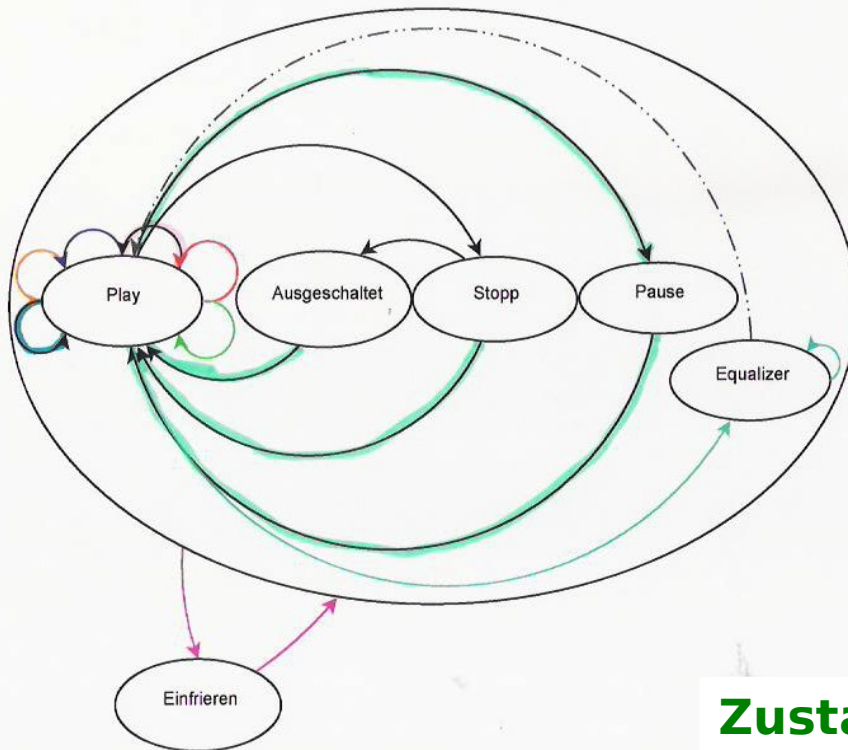 Play
Ausgeschaltet
Stopp
Pause
Equalizer
Einfrieren